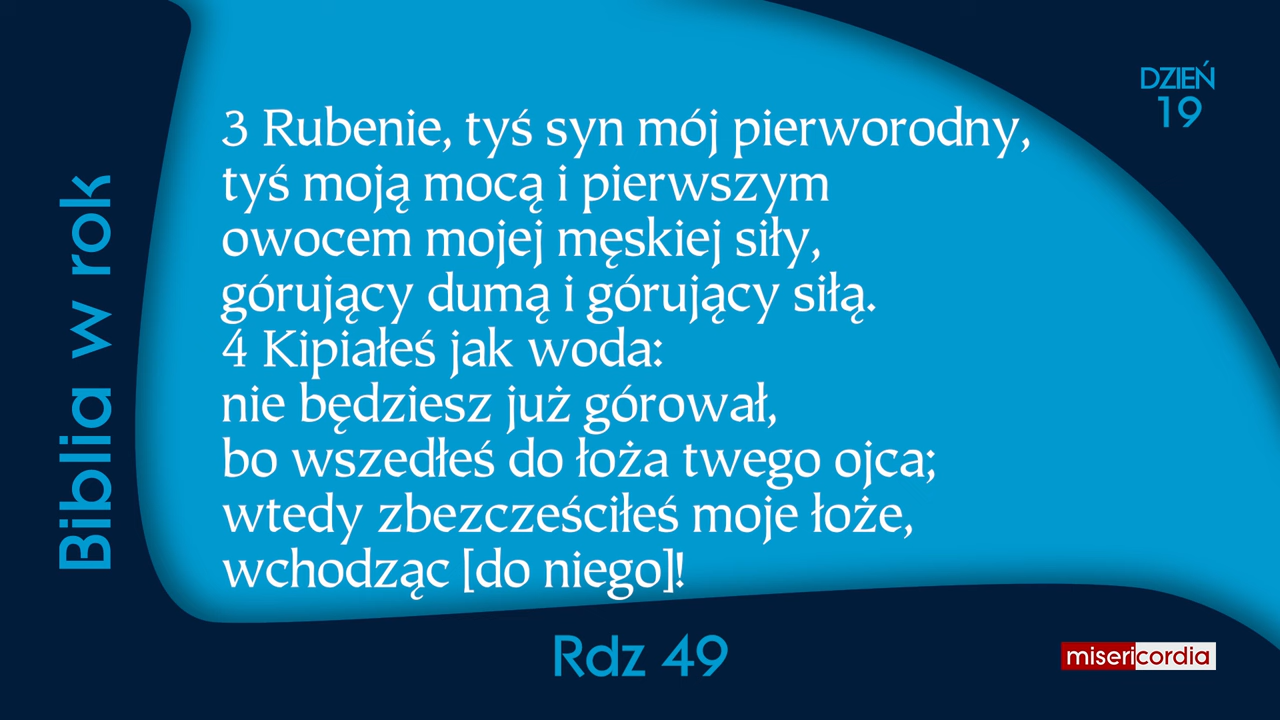 DZIEŃ
19
3 Rubenie, tyś syn mój pierworodny,
tyś moją mocą i pierwszym
owocem mojej męskiej siły,
górujący dumą i górujący siłą.
4 Kipiałeś jak woda:
nie będziesz już górował,
bo wszedłeś do łoża twego ojca;
wtedy zbezcześciłeś moje łoże,
wchodząc [do niego]!
Biblia w rok
Rdz 49
misericordia